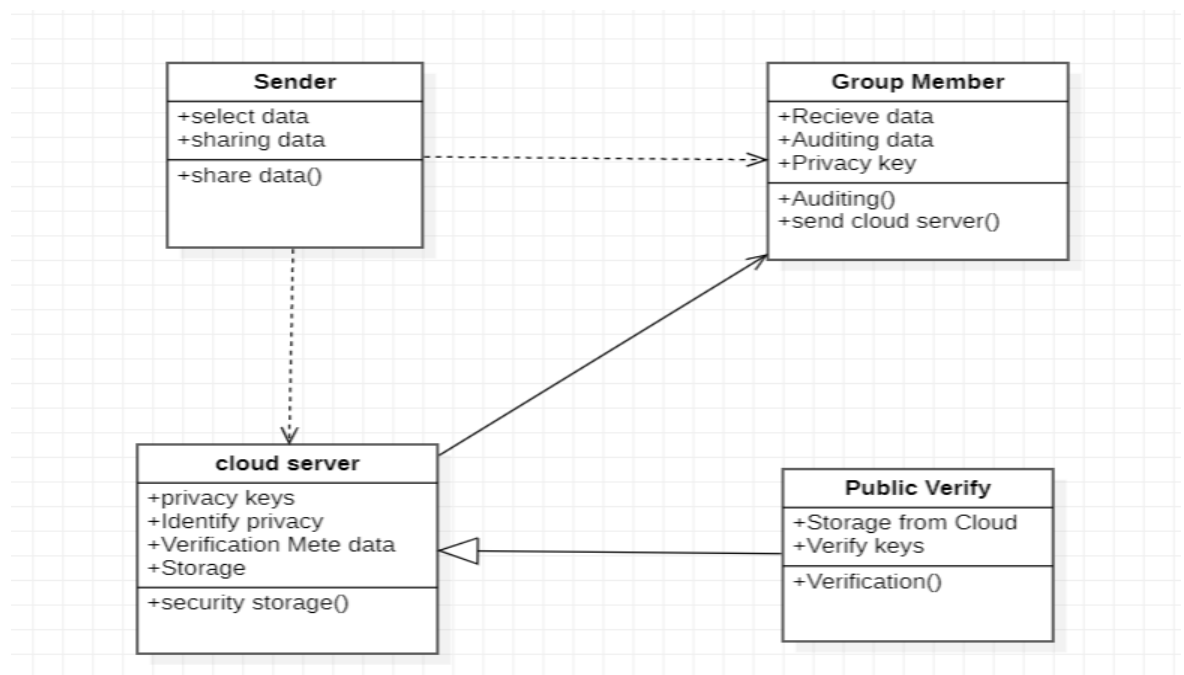 Sender
+select data
+sharing data
+share data()
Group Member
+Recieve data
+Auditing data
+Privacy key
+Auditing()
+send cloud server()
cloud server
+privacy keys
+Identify privacy
+Verification Mete data
+Storage
+security storage()
Public Verify
+Storage from Cloud
+Verify keys
+Verification()